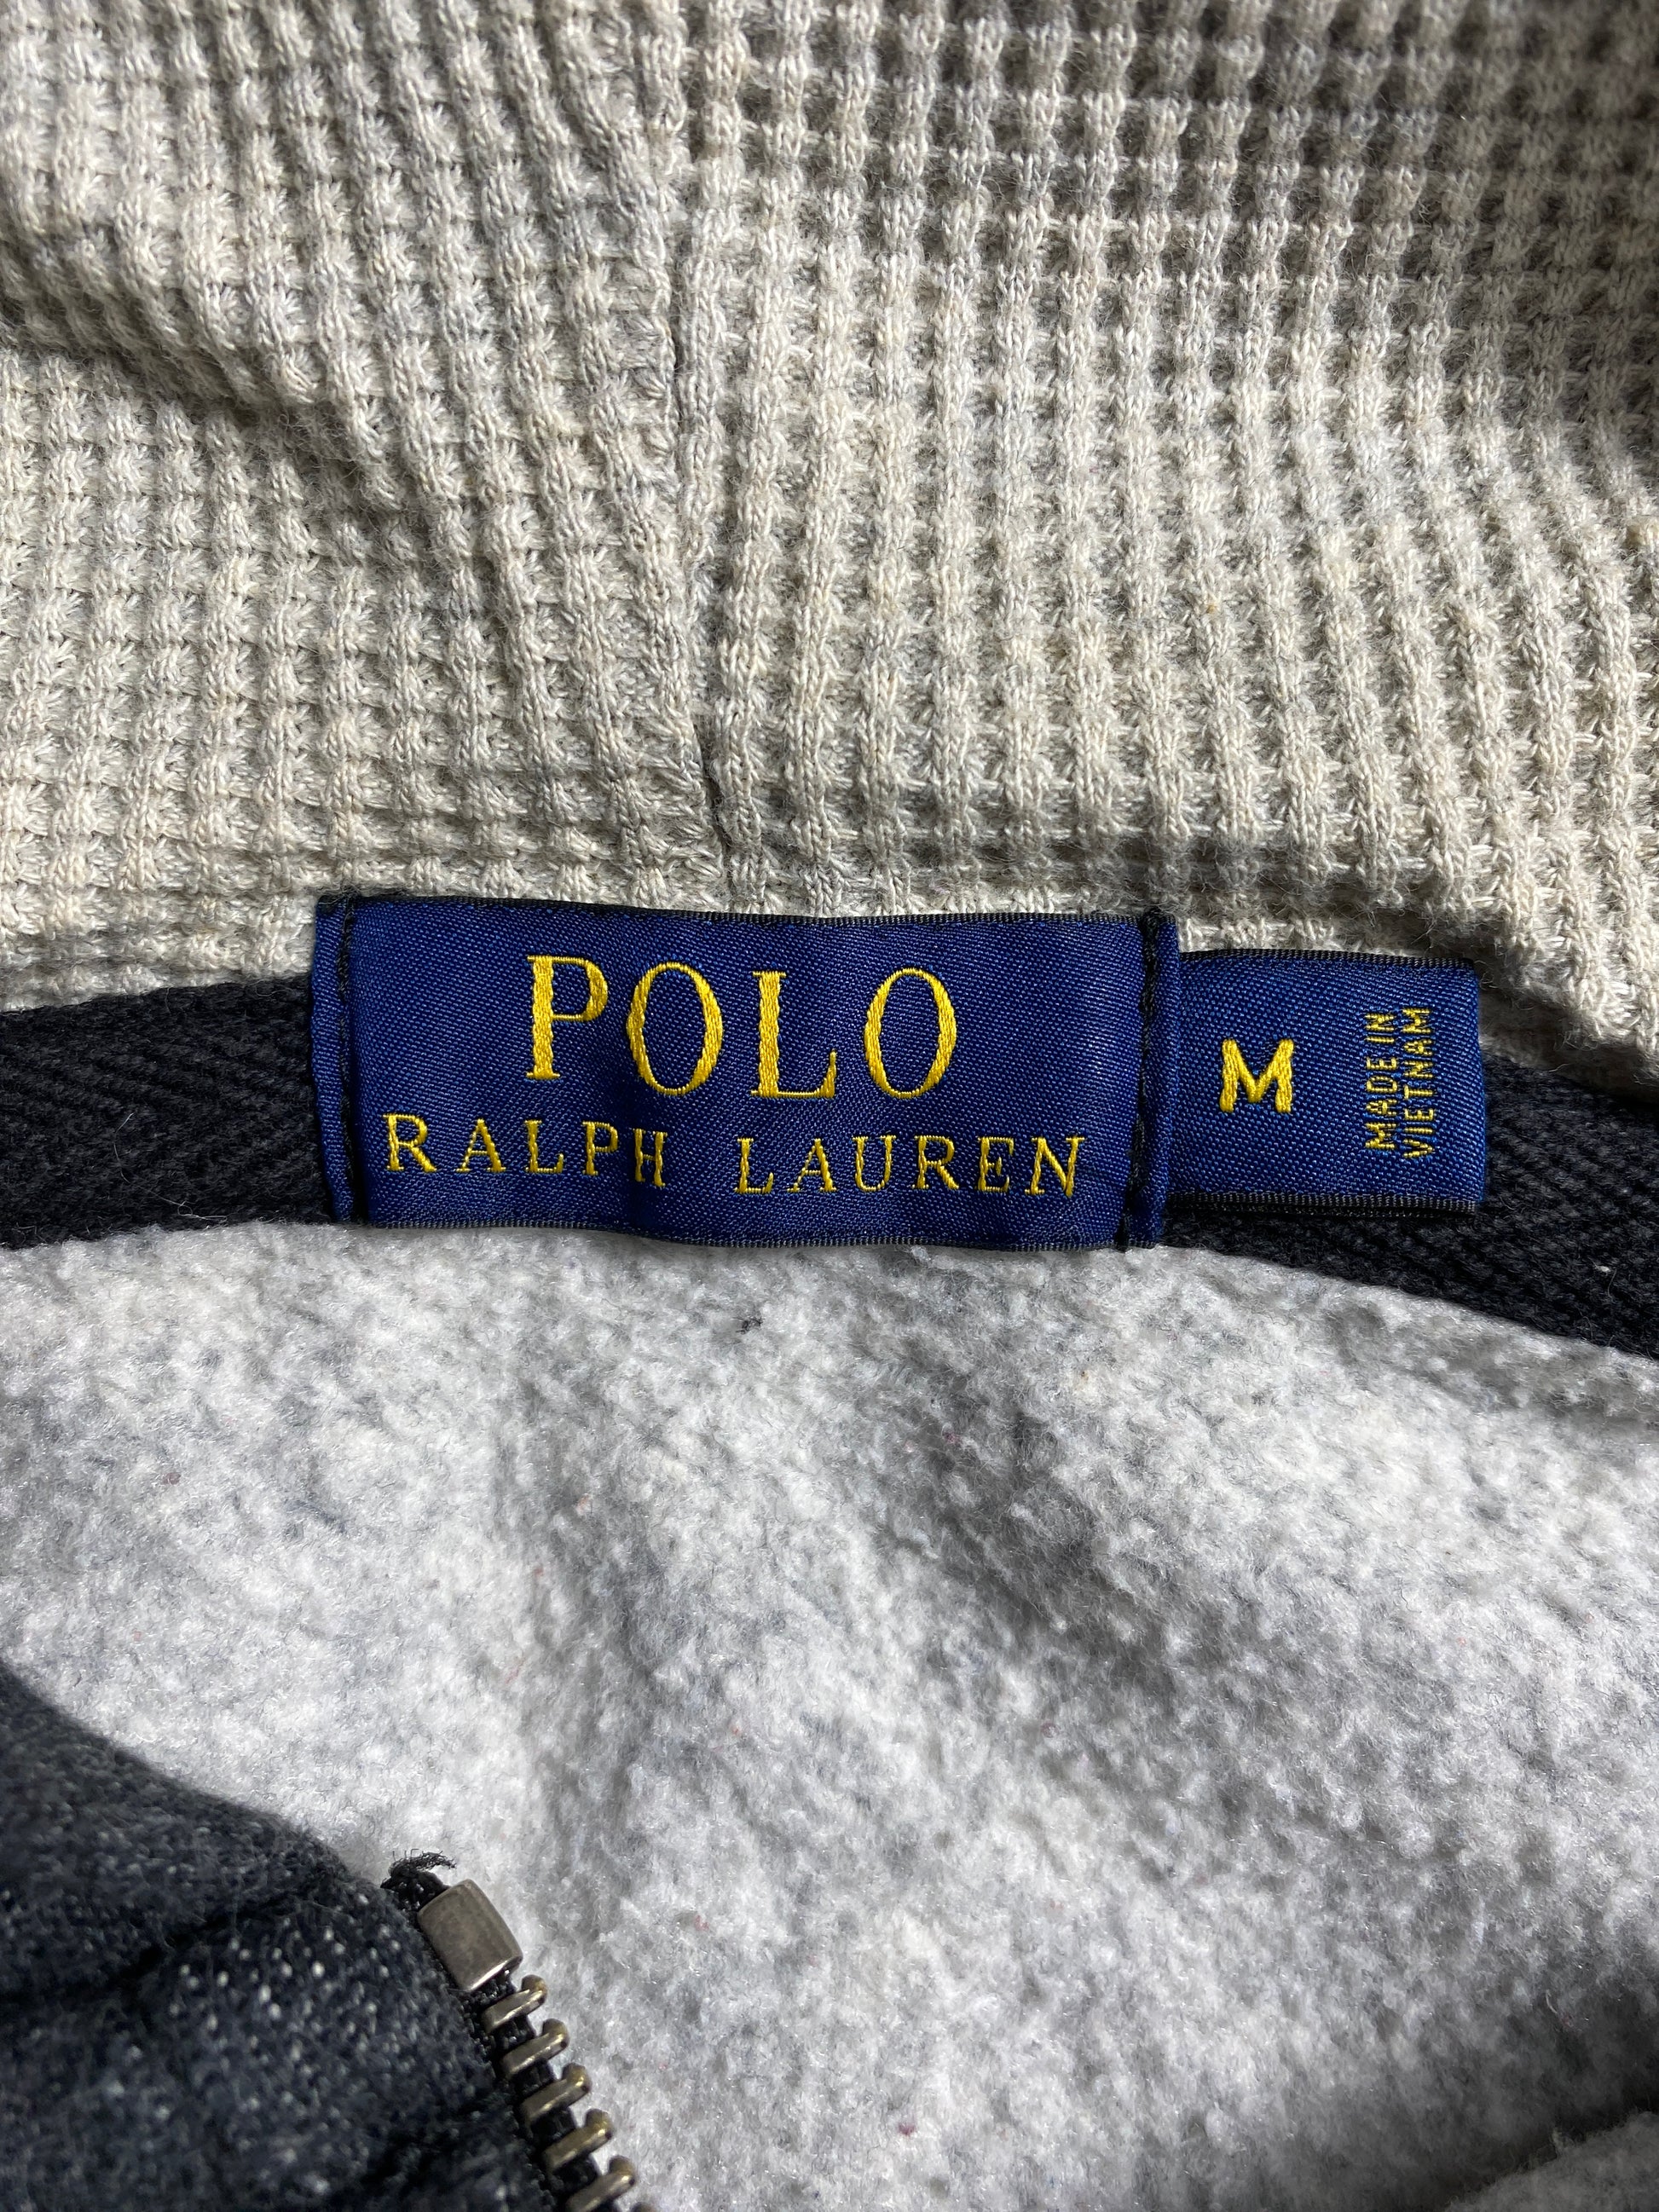 POLO
RALPH LAUREN
M
MADE IN
VIETNAM